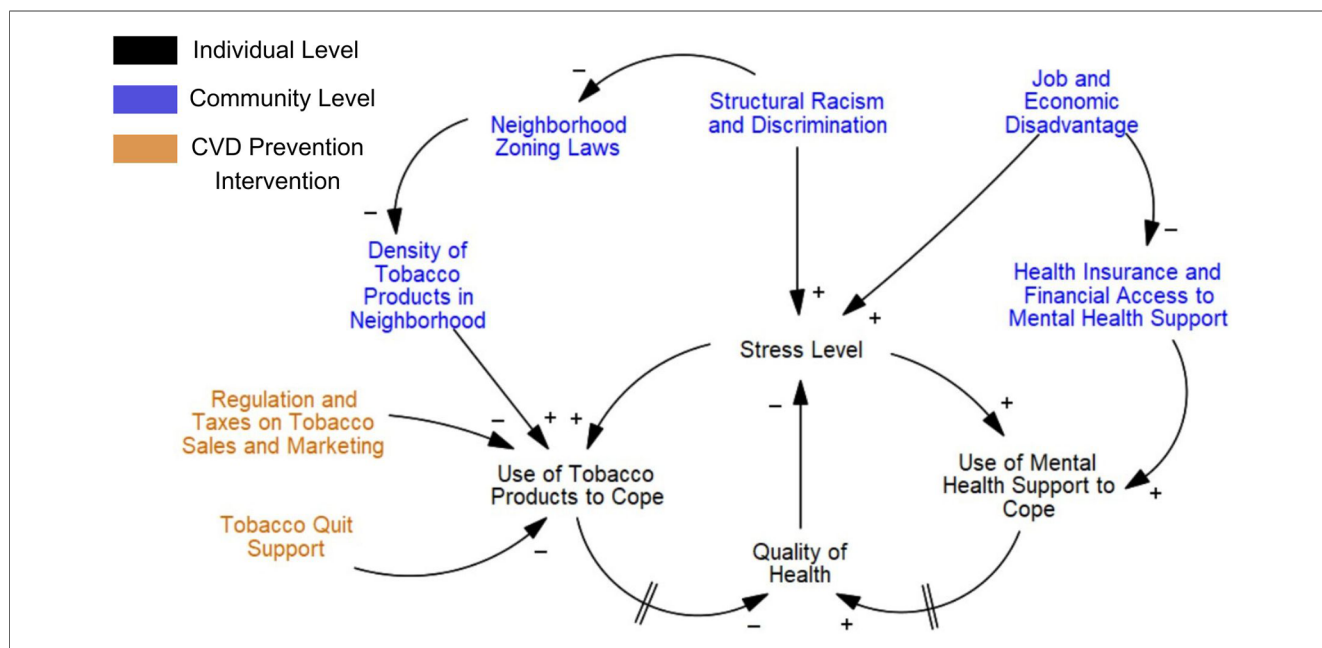 Individual Level
Community Level
CVD Prevention
Intervention
–
Structural Racism
and Discrimination
Job and
Economic
Disadvantage
Neighborhood
Zoning Laws
–
–
Density of
Tobacco
Products in
Neighborhood
Health Insurance and
Financial Access to
Mental Health Support
+
+
Stress Level
Regulation and
Taxes on Tobacco
Sales and Marketing
–
+
+
–
+
Use of Tobacco
Products to Cope
Use of Mental
Health Support to
Cope
+
Tobacco Quit
Support
–
Quality of
Health
–
+